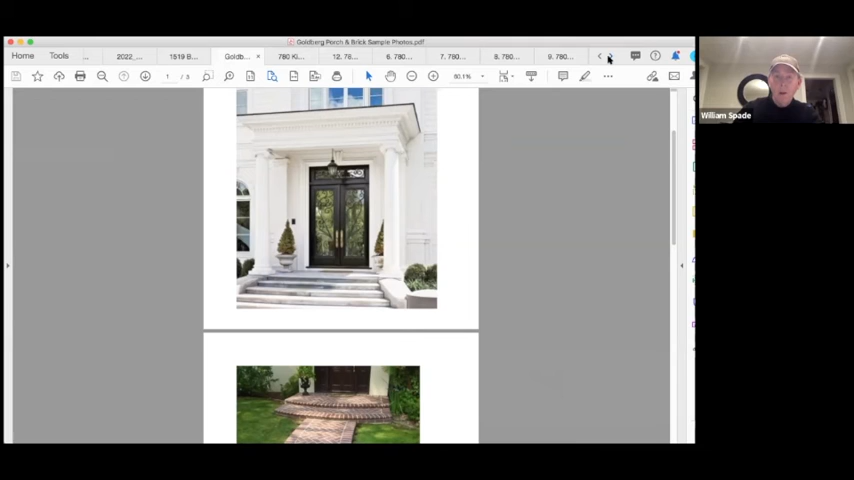 Goldberg Porch & Brick Sample Photos.pdf
Home Tools ... 2022_... 1519 B... Goldb... × 780 Ki... 12. 78... 6. 780... 7. 780... 8. 780... 9. 780...
1 / 3 60.1%
William Spade